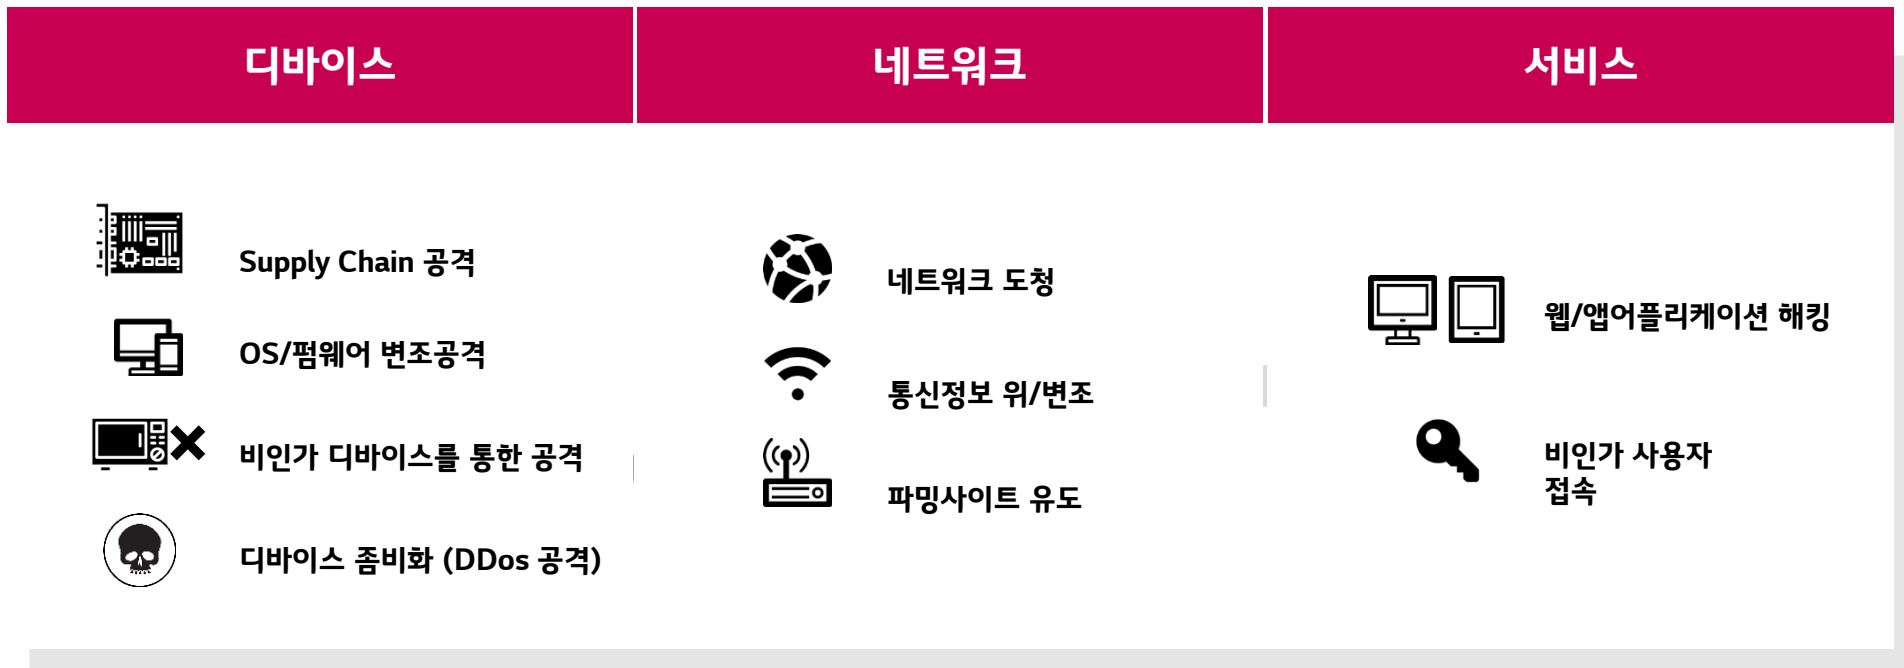 디바이스
Supply Chain 공격
OS/펌웨어 변조공격
비인가 디바이스를 통한 공격
디바이스 좀비화 (DDos 공격)
네트워크
네트워크 도청
통신정보 위/변조
파밍사이트 유도
서비스
웹/앱어플리케이션 해킹
비인가 사용자
접속